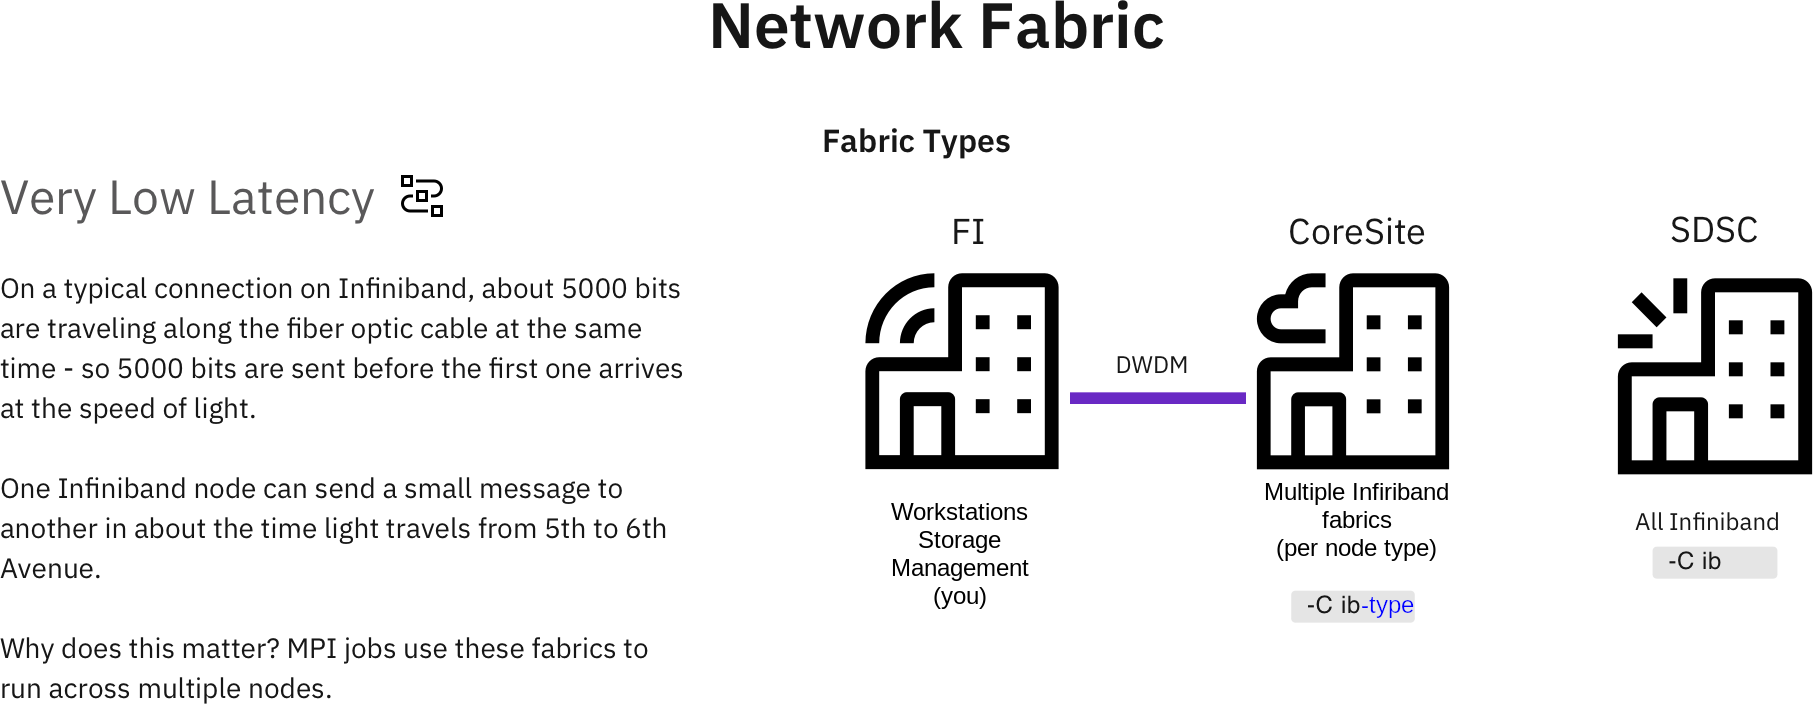 Network Fabric
Fabric Types
Very Low Latency
On a typical connection on Infiniband, about 5000 bits
are traveling along the fiber optic cable at the same
time - so 5000 bits are sent before the first one arrives
at the speed of light.
One Infiniband node can send a small message to
another in about the time light travels from 5th to 6th
Avenue.
Why does this matter? MPI jobs use these fabrics to
run across multiple nodes.
FI
Workstations
Storage
Management
(you)
DWDM
CoreSite
Multiple Infiriband
fabrics
(per node type)
-C ib-type
SDSC
All Infiniband
-C ib